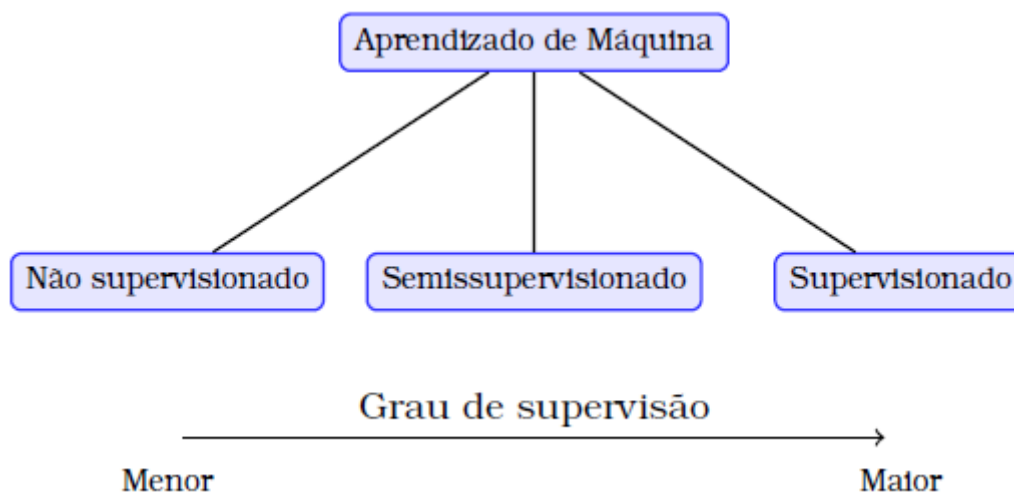 Aprendizado de Máquina
Não supervisionado
Semissupervisionado
Supervisionado
Grau de supervisão
Menor
Maior